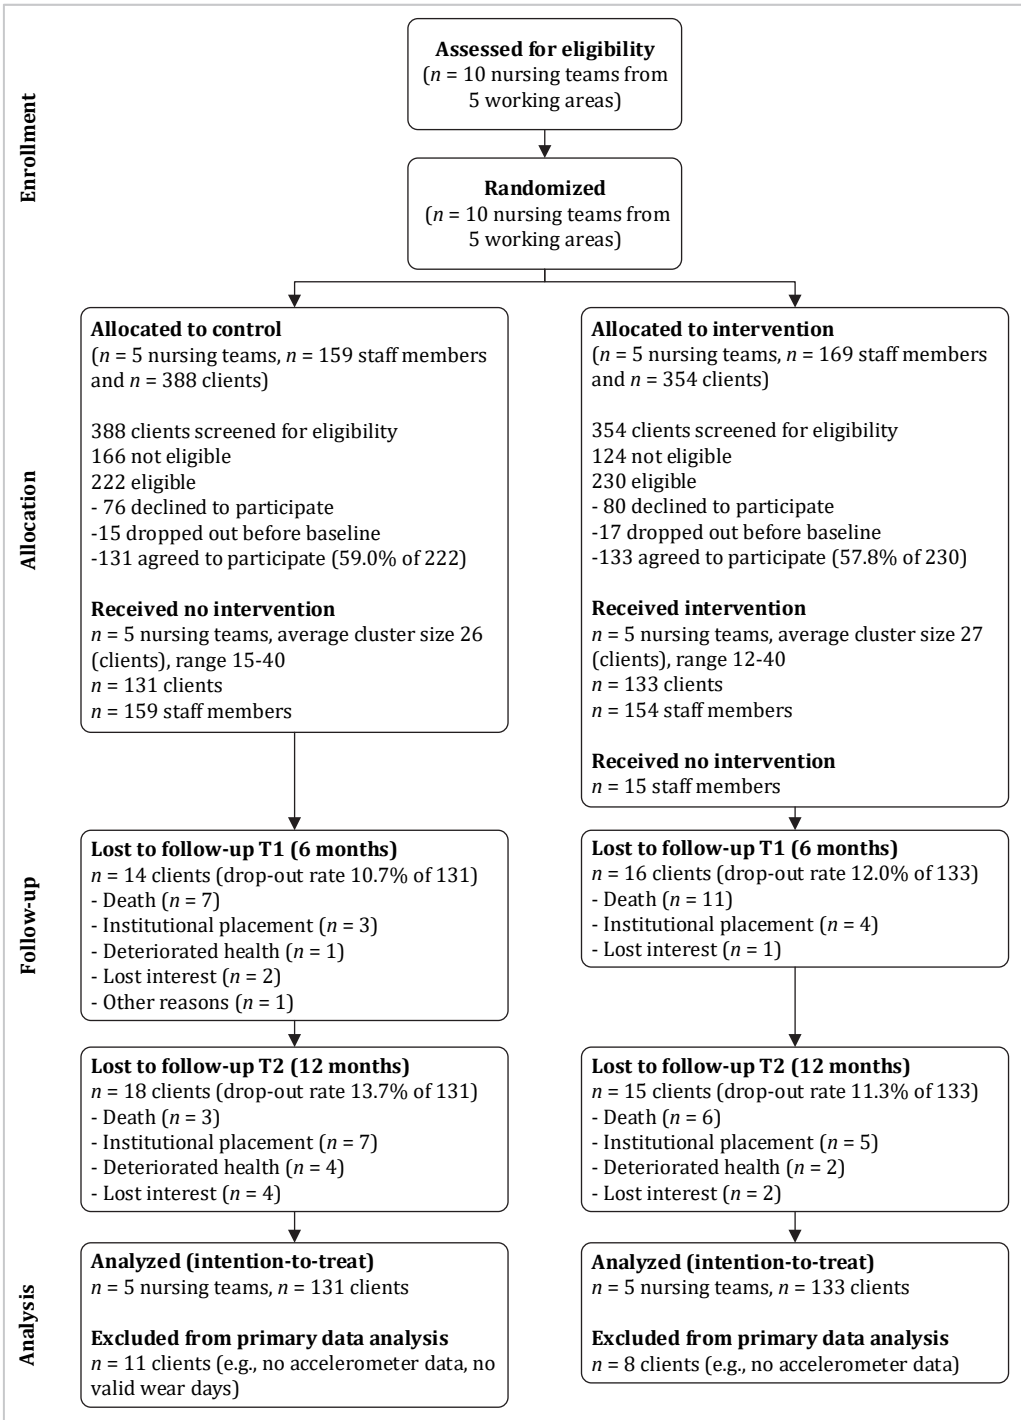 Enrollment
Assessed for eligibility
(n = 10 nursing teams from
5 working areas)
Randomized
(n = 10 nursing teams from
5 working areas)
Allocation
Allocated to control
(n = 5 nursing teams, n = 159 staff members
and n = 388 clients)
388 clients screened for eligibility
166 not eligible
222 eligible
- 76 declined to participate
-15 dropped out before baseline
-131 agreed to participate (59.0% of 222)
Received no intervention
n = 5 nursing teams, average cluster size 26
(clients), range 15-40
n = 131 clients
n = 159 staff members
Allocated to intervention
(n = 5 nursing teams, n = 169 staff members
and n = 354 clients)
354 clients screened for eligibility
124 not eligible
230 eligible
- 80 declined to participate
-17 dropped out before baseline
-133 agreed to participate (57.8% of 230)
Received intervention
n = 5 nursing teams, average cluster size 27
(clients), range 12-40
n = 133 clients
n = 154 staff members
Received no intervention
n = 15 staff members
Follow-up
Lost to follow-up T1 (6 months)
n = 14 clients (drop-out rate 10.7% of 131)
- Death (n = 7)
- Institutional placement (n = 3)
- Deteriorated health (n = 1)
- Lost interest (n = 2)
- Other reasons (n = 1)
Lost to follow-up T1 (6 months)
n = 16 clients (drop-out rate 12.0% of 133)
- Death (n = 11)
- Institutional placement (n = 4)
- Lost interest (n = 1)
Lost to follow-up T2 (12 months)
n = 18 clients (drop-out rate 13.7% of 131)
- Death (n = 3)
- Institutional placement (n = 7)
- Deteriorated health (n = 4)
- Lost interest (n = 4)
Lost to follow-up T2 (12 months)
n = 15 clients (drop-out rate 11.3% of 133)
- Death (n = 6)
- Institutional placement (n = 5)
- Deteriorated health (n = 2)
- Lost interest (n = 2)
Analysis
Analyzed (intention-to-treat)
n = 5 nursing teams, n = 131 clients
Excluded from primary data analysis
n = 11 clients (e.g., no accelerometer data, no
valid wear days)
Analyzed (intention-to-treat)
n = 5 nursing teams, n = 133 clients
Excluded from primary data analysis
n = 8 clients (e.g., no accelerometer data)